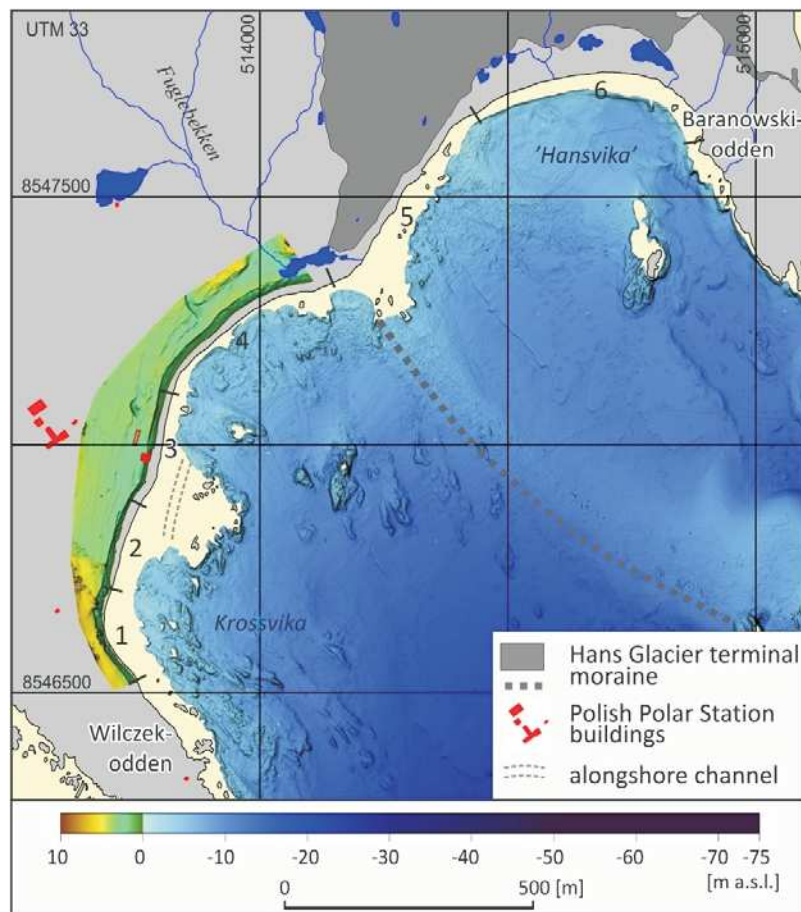 UTM 33
514000
515000
Fuglebekken
6
Baranowski-
odden
'Hansvika'
8547500
5
4
3
2
Krossvika
1
8546500
Wilczek-
odden
Hans Glacier terminal
moraine
Polish Polar Station
buildings
alongshore channel
10 0 -10 -20 -30 -40 -50 -60 -70 -75
[m a.s.l.]
0 500 [m]